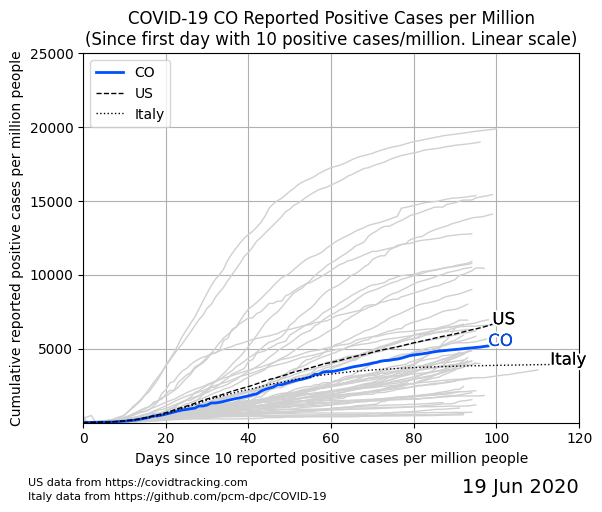 COVID-19 CO Reported Positive Cases per Million
(Since first day with 10 positive cases/million. Linear scale)
Cumulative reported positive cases per million people
25000
20000
15000
10000
5000
CO
US
Italy
US
CO
Italy
0 20 40 60 80 100 120
Days since 10 reported positive cases per million people
US data from https://covidtracking.com
Italy data from https://github.com/pcm-dpc/COVID-19
19 Jun 2020